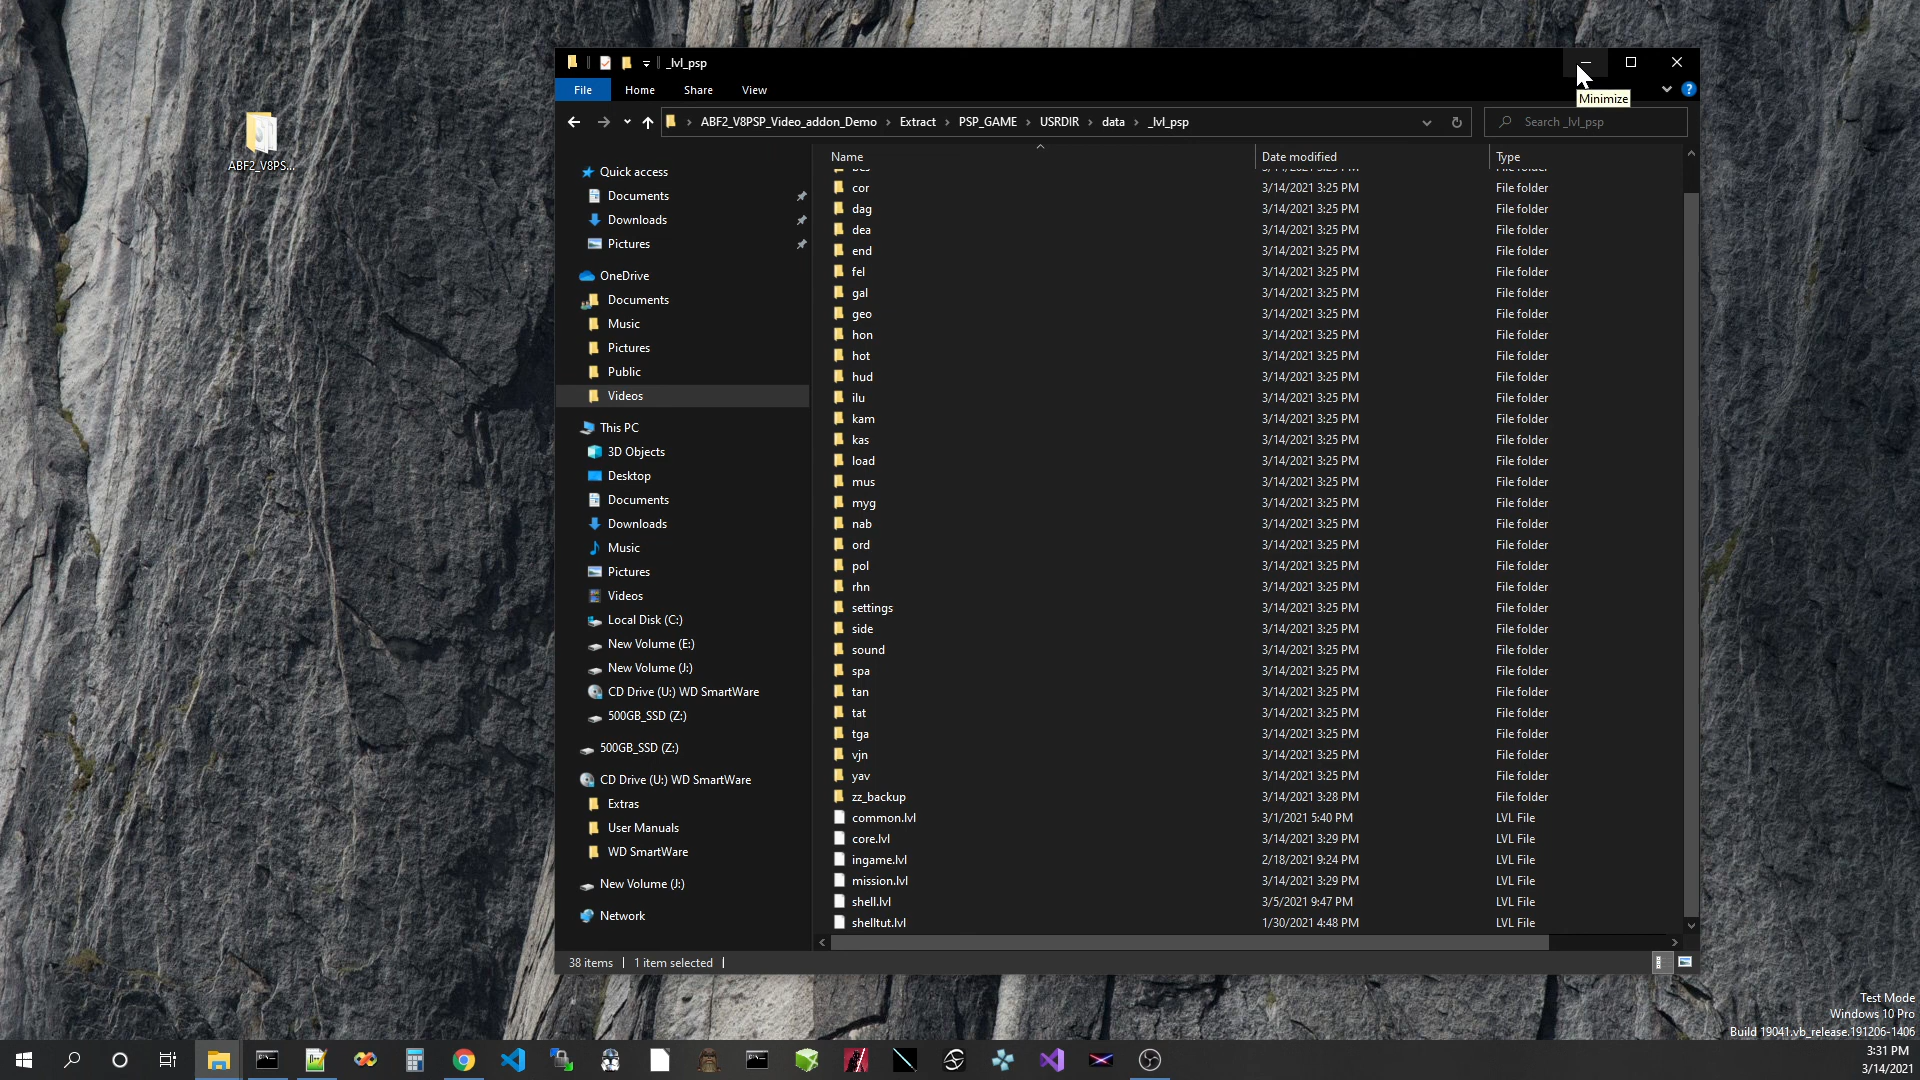 _lvl_psp
File Home Share View
Minimize
ABF2_V8PSP_Video_addon_Demo › Extract › PSP_GAME › USRDIR › data › _lvl_psp
Search _lvl_psp
ABF2_V8PS...
Quick access
Documents
Downloads
Pictures
OneDrive
Documents
Music
Pictures
Public
Videos
This PC
3D Objects
Desktop
Documents
Downloads
Music
Pictures
Videos
Local Disk (C:)
New Volume (E:)
New Volume (J:)
CD Drive (U:) WD SmartWare
500GB_SSD (Z:)
500GB_SSD (Z:)
CD Drive (U:) WD SmartWare
Extras
User Manuals
WD SmartWare
New Volume (J:)
Network
Name Date modified Type
cor 3/14/2021 3:25 PM File folder
dag 3/14/2021 3:25 PM File folder
dea 3/14/2021 3:25 PM File folder
end 3/14/2021 3:25 PM File folder
fel 3/14/2021 3:25 PM File folder
gal 3/14/2021 3:25 PM File folder
geo 3/14/2021 3:25 PM File folder
hon 3/14/2021 3:25 PM File folder
hot 3/14/2021 3:25 PM File folder
hud 3/14/2021 3:25 PM File folder
ilu 3/14/2021 3:25 PM File folder
kam 3/14/2021 3:25 PM File folder
kas 3/14/2021 3:25 PM File folder
load 3/14/2021 3:25 PM File folder
mus 3/14/2021 3:25 PM File folder
myg 3/14/2021 3:25 PM File folder
nab 3/14/2021 3:25 PM File folder
ord 3/14/2021 3:25 PM File folder
pol 3/14/2021 3:25 PM File folder
rhn 3/14/2021 3:25 PM File folder
settings 3/14/2021 3:25 PM File folder
side 3/14/2021 3:25 PM File folder
sound 3/14/2021 3:25 PM File folder
spa 3/14/2021 3:25 PM File folder
tan 3/14/2021 3:25 PM File folder
tat 3/14/2021 3:25 PM File folder
tga 3/14/2021 3:25 PM File folder
vjn 3/14/2021 3:25 PM File folder
yav 3/14/2021 3:25 PM File folder
zz_backup 3/14/2021 3:28 PM File folder
common.lvl 3/1/2021 5:40 PM LVL File
core.lvl 3/14/2021 3:29 PM LVL File
ingame.lvl 2/18/2021 9:24 PM LVL File
mission.lvl 3/14/2021 3:29 PM LVL File
shell.lvl 3/5/2021 9:47 PM LVL File
shelltut.lvl 1/30/2021 4:48 PM LVL File
38 items 1 item selected
Test Mode
Windows 10 Pro
Build 19041.vb_release.191206-1406
3:31 PM
3/14/2021